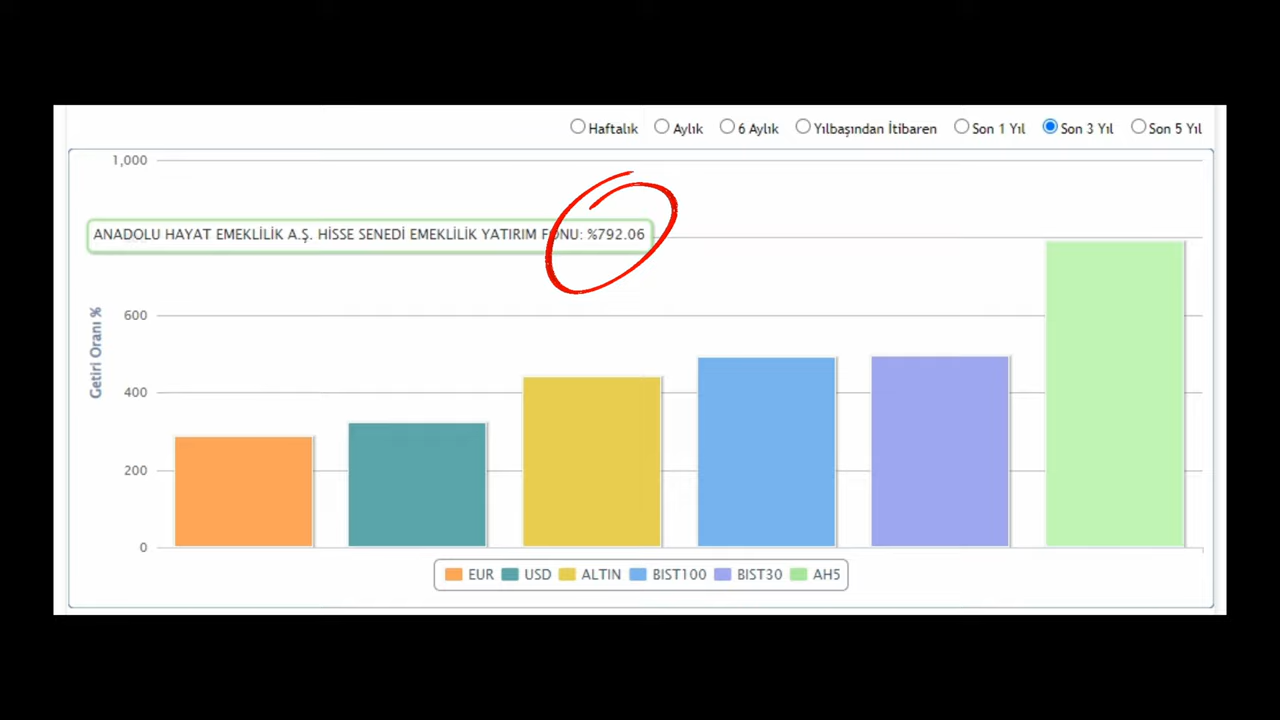 Haftalık Aylık 6 Aylık Yılbaşından İtibaren Son 1 Yıl Son 3 Yıl Son 5 Yıl
1,000
ANADOLU HAYAT EMEKLİLİK A.Ş. HİSSE SENEDİ EMEKLİLİK YATIRIM FONU: %792.06
600
400
200
0
Getiri Oranı %
EUR USD ALTIN BIST100 BIST30 AH5